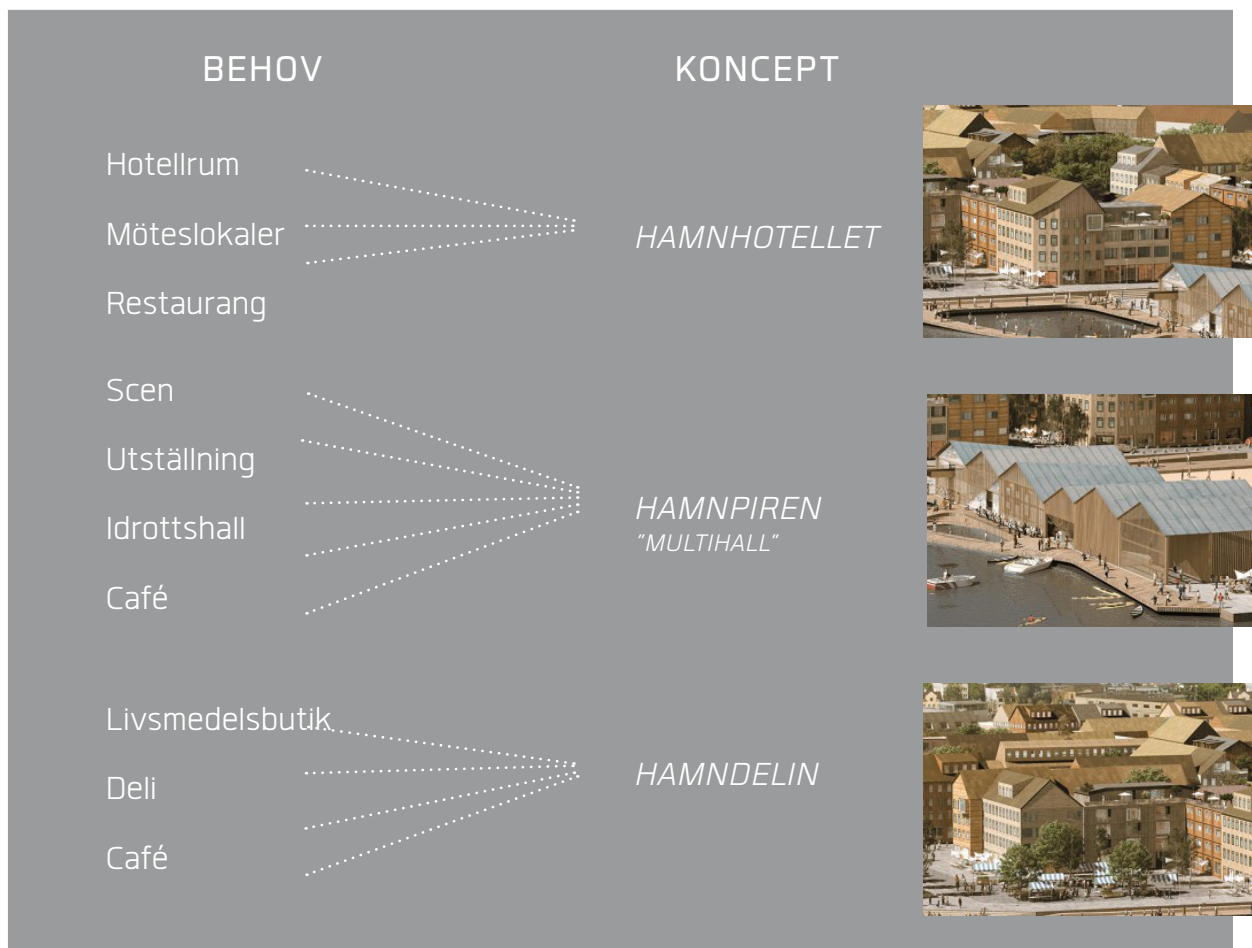 BEHOV
KONCEPT
Hotellrum
Möteslokaler
Restaurang
HAMNHOTELLET
Scen
Utställning
Idrottshall
Café
HAMNPIREN
"MULTIHALL"
Livsmedelsbutik
Deli
Café
HAMNDELIN